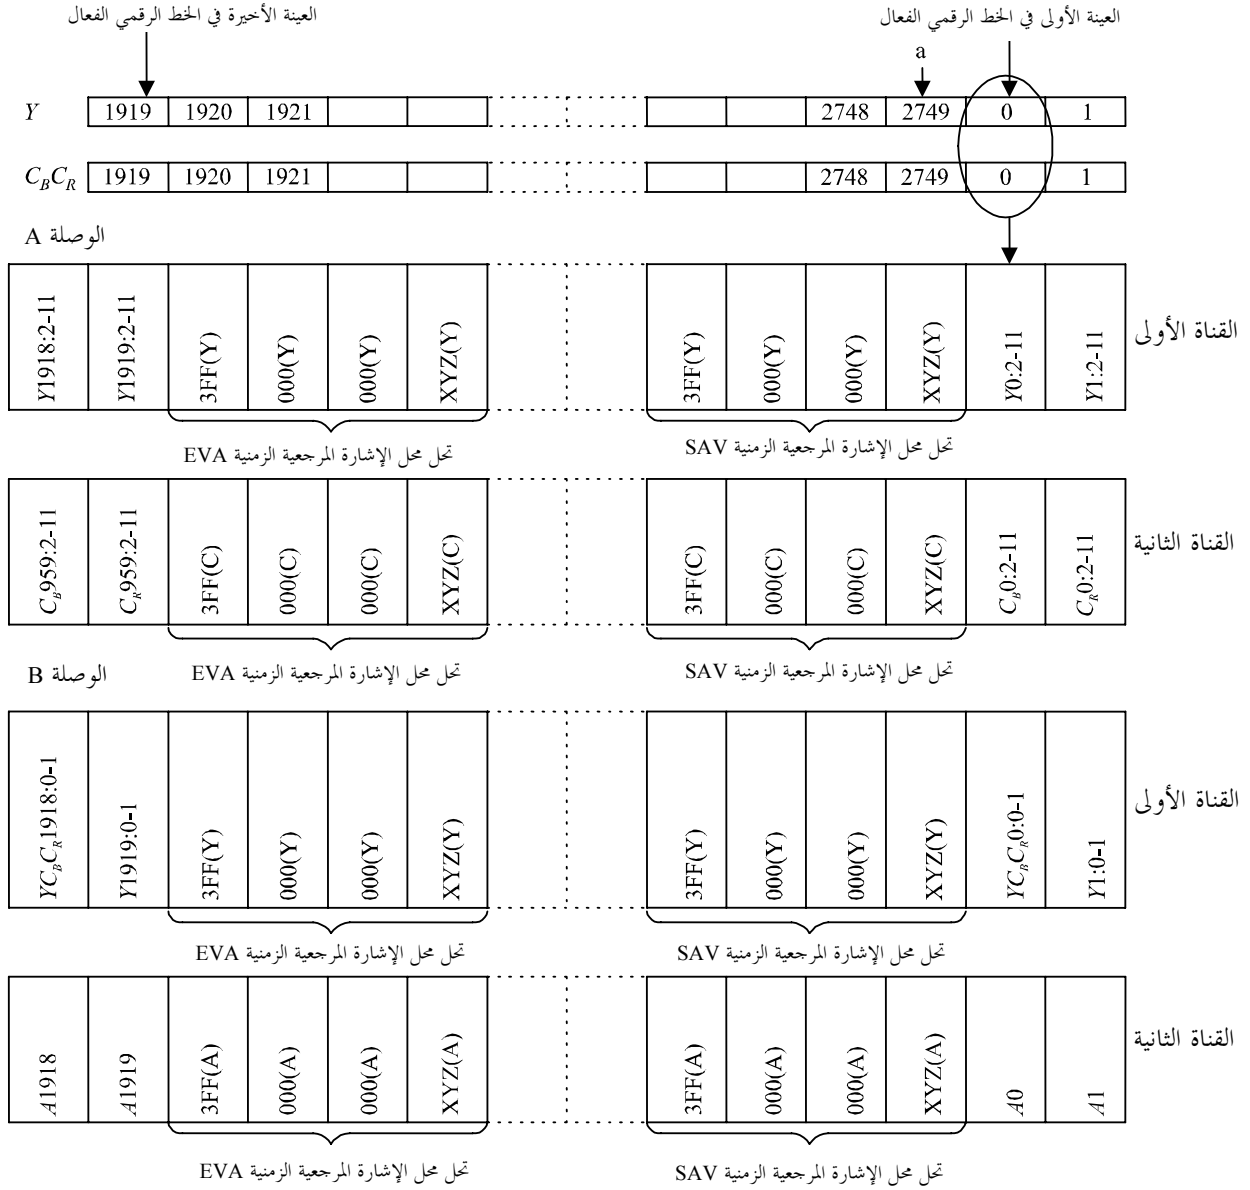 العينة الأخيرة في الخط الرقمي الفعال
العينة الأولى في الخط الرقمي الفعال
a
Y 1919 1920 1921 2748 2749 0 1
CBCR 1919 1920 1921 2748 2749 0 1
الوصلة A
Y1918:2-11 Y1919:2-11 3FF(Y) 000(Y) 000(Y) XYZ(Y) 3FF(Y) 000(Y) 000(Y) XYZ(Y) Y0:2-11 Y1:2-11
القناة الأولى
تحل محل الإشارة المرجعية الزمنية EVA
تحل محل الإشارة المرجعية الزمنية SAV
CB959:2-11 CR959:2-11 3FF(C) 000(C) 000(C) XYZ(C) 3FF(C) 000(C) 000(C) XYZ(C) CB0:2-11 CR0:2-11
القناة الثانية
تحل محل الإشارة المرجعية الزمنية EVA
تحل محل الإشارة المرجعية الزمنية SAV
الوصلة B
YCBCR1918:0-1 Y1919:0-1 3FF(Y) 000(Y) 000(Y) XYZ(Y) 3FF(Y) 000(Y) 000(Y) XYZ(Y) YCBCR0:0-1 Y1:0-1
القناة الأولى
تحل محل الإشارة المرجعية الزمنية EVA
تحل محل الإشارة المرجعية الزمنية SAV
A1918 A1919 3FF(A) 000(A) 000(A) XYZ(A) 3FF(A) 000(A) 000(A) XYZ(A) A0 A1
القناة الثانية
تحل محل الإشارة المرجعية الزمنية EVA
تحل محل الإشارة المرجعية الزمنية SAV